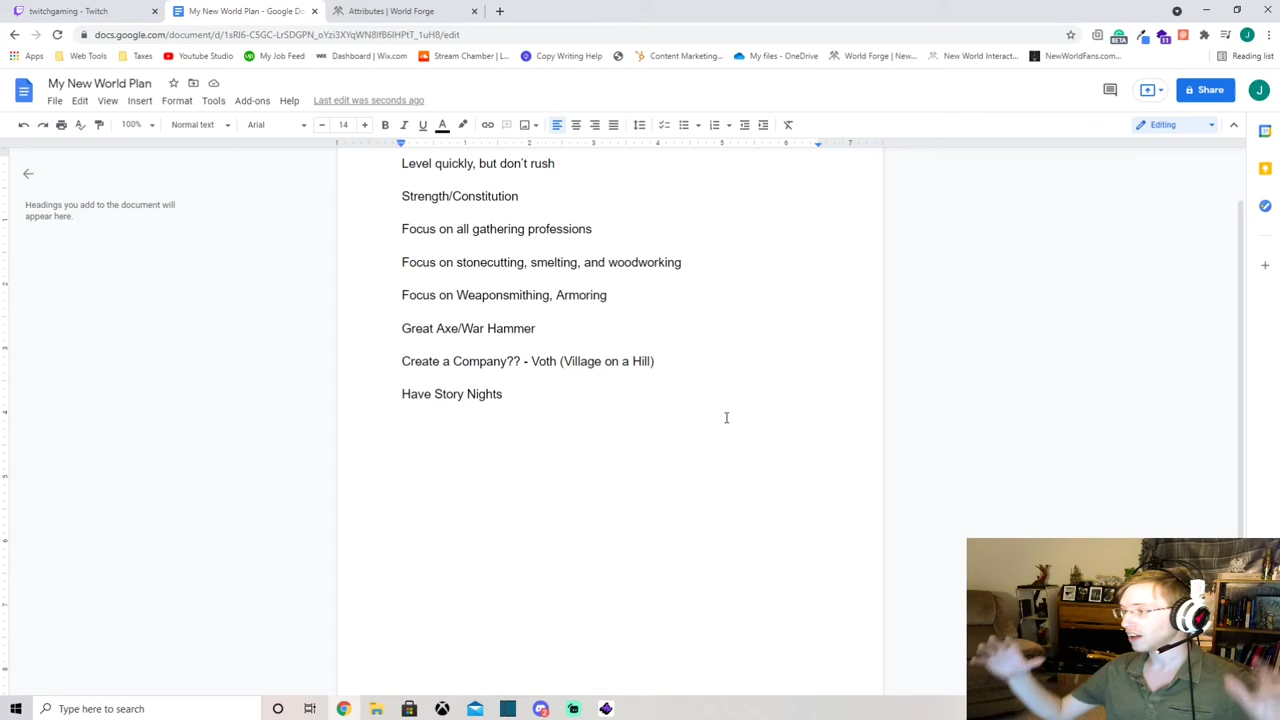 twitchgaming - Twitch
My New World Plan - Google Do
Attributes | World Forge
docs.google.com/document/d/1sRl6-C5GC-LrSDGPN_oYzi3XYqWN8lfB6lHPtT_1uH8/edit
Apps
Web Tools
Taxes
Youtube Studio
My Job Feed
Dashboard | Wix.com
Stream Chamber | L...
Copy Writing Help
Content Marketing...
My files - OneDrive
World Forge | New...
New World Interact...
NewWorldFans.com...
Reading list
My New World Plan
File Edit View Insert Format Tools Add-ons Help Last edit was seconds ago
Share
J
100% Normal text Arial 14 B I U A Editing
Headings you add to the document will
appear here.
Level quickly, but don't rush
Strength/Constitution
Focus on all gathering professions
Focus on stonecutting, smelting, and woodworking
Focus on Weaponsmithing, Armoring
Great Axe/War Hammer
Create a Company?? - Voth (Village on a Hill)
Have Story Nights
Type here to search